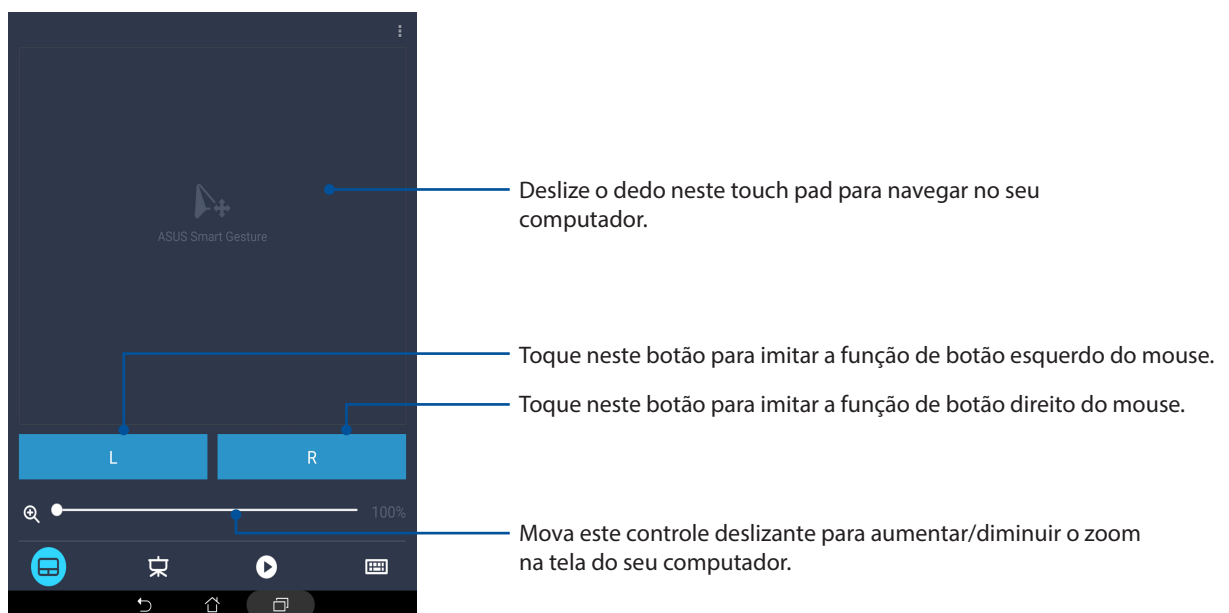 ASUS Smart Gesture
Deslize o dedo neste touch pad para navegar no seu
computador.
Toque neste botão para imitar a função de botão esquerdo do mouse.
Toque neste botão para imitar a função de botão direito do mouse.
L
R
100%
Mova este controle deslizante para aumentar/diminuir o zoom
na tela do seu computador.